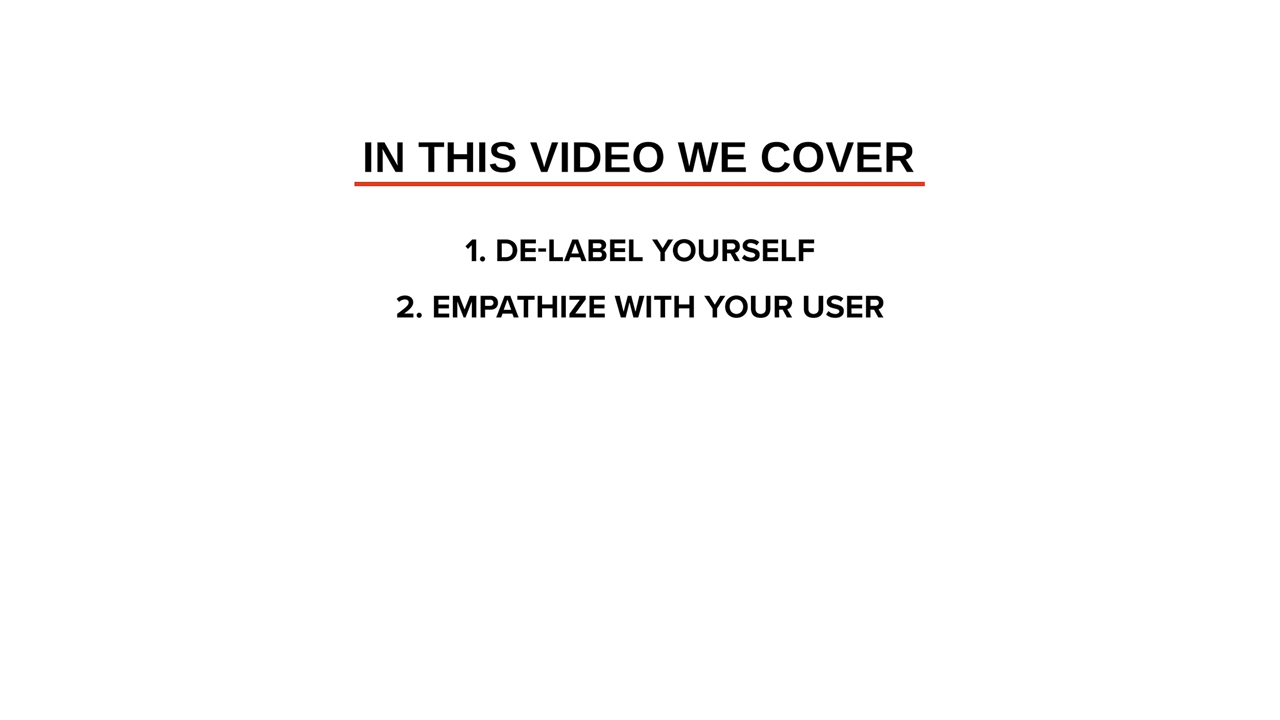 IN THIS VIDEO WE COVER
1. DE-LABEL YOURSELF
2. EMPATHIZE WITH YOUR USER